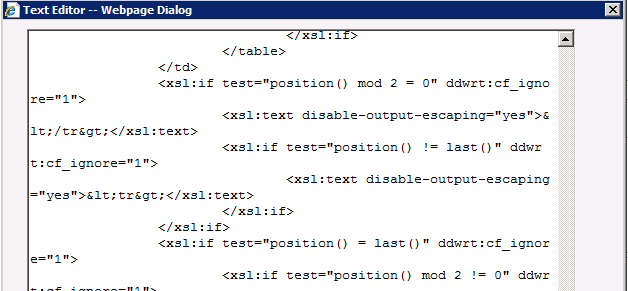 Text Editor -- Webpage Dialog
</xsl:if>
</table>
</td>
<xsl:if test="position() mod 2 = 0" ddwrt:cf_igno
re="1">
<xsl:text disable-output-escaping="yes">&
lt;/tr&gt;</xsl:text>
<xsl:if test="position() != last()" ddwr
t:cf_ignore="1">
<xsl:text disable-output-escaping
="yes">&lt;tr&gt;</xsl:text>
</xsl:if>
</xsl:if>
<xsl:if test="position() = last()" ddwrt:cf_ignor
e="1">
<xsl:if test="position() mod 2 != 0" ddwr
t:cf_ignore="1">